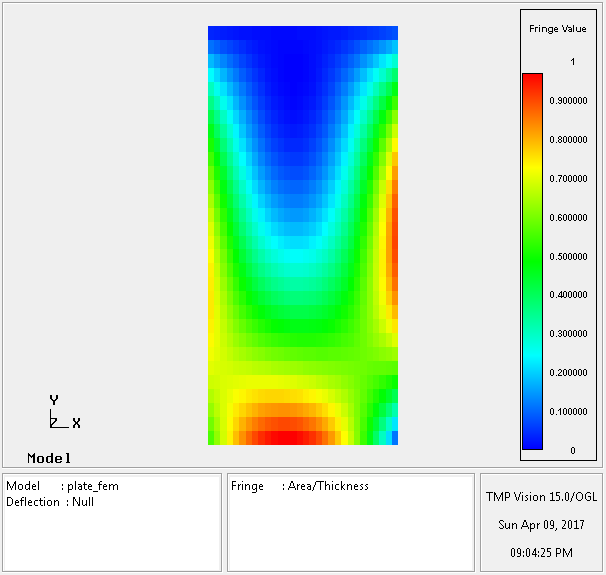 Fringe Value
1
0.900000
0.800000
0.700000
0.600000
0.500000
0.400000
0.300000
0.200000
0.100000
0
Y
Z X
Model
Model : plate_fem
Deflection : Null
Fringe : Area/Thickness
TMP Vision 15.0/OGL
Sun Apr 09, 2017
09:04:25 PM